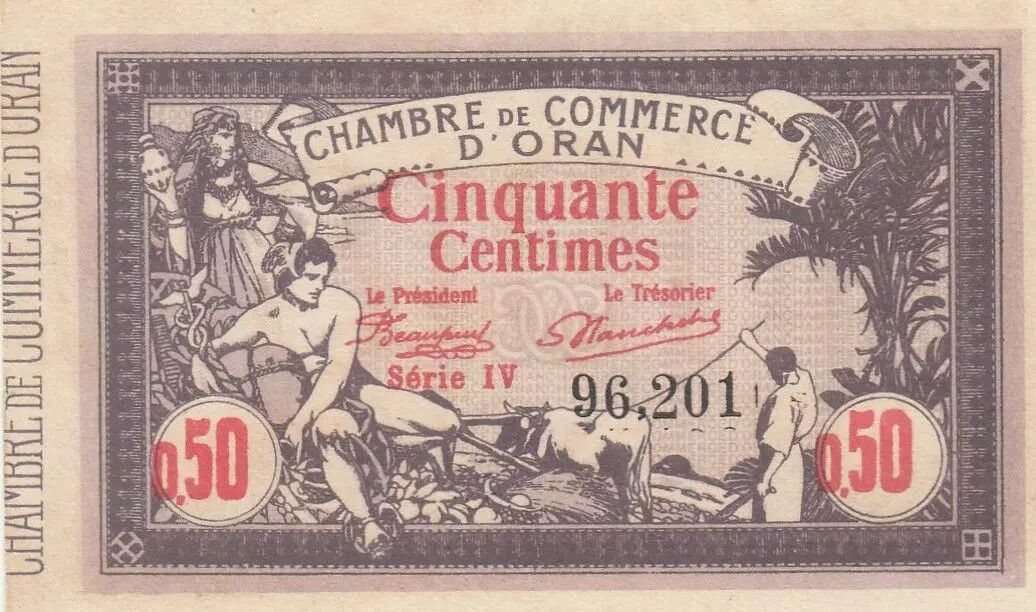 CHAMBRE DE COMMERCE D'ORAN
CHAMBRE DE COMMERCE
D'ORAN
Cinquante
Centimes
Le Président
Le Trésorier
Série IV
96,201
0,50
0,50